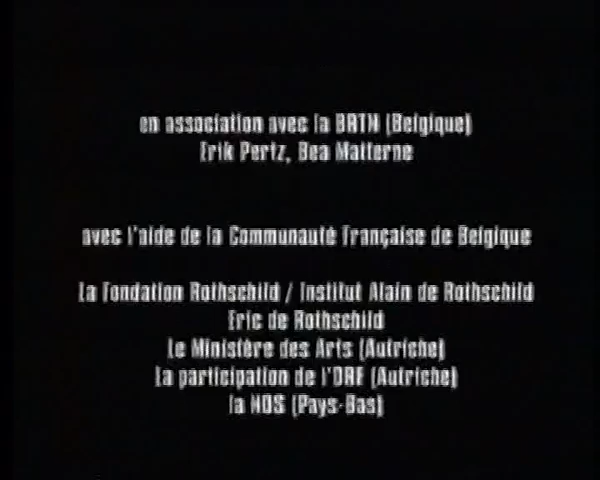 en association avec la BRTN (Belgique)
Erik Pertz, Bea Matterne
avec l'aide de la Communauté Française de Belgique
La Fondation Rothschild / Institut Alain de Rothschild
Eric de Rothschild
Le Ministère des Arts (Autriche)
La participation de l'ORF (Autriche)
la NOS (Pays-Bas)